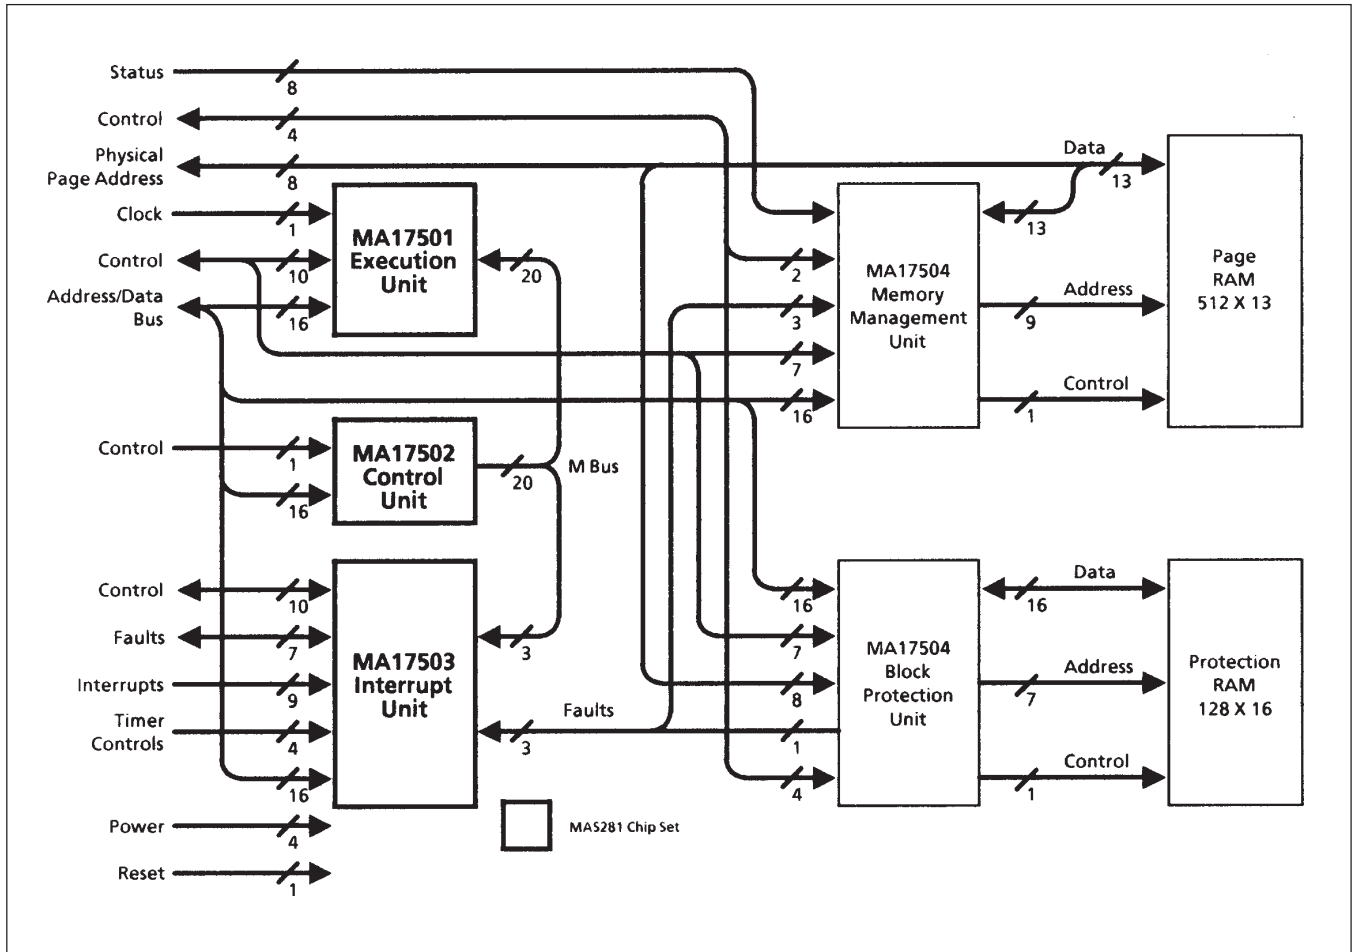 Status
8
Control
4
Physical
Page Address
8
Clock
1
Control
10
Address/Data
Bus
16
MA17501
Execution
Unit
20
Control
1
16
MA17502
Control
Unit
20
M Bus
Control
10
Faults
7
Interrupts
9
Timer
Controls
4
16
MA17503
Interrupt
Unit
3
Faults
3
Power
4
Reset
1
MAS281 Chip Set
2
3
7
16
MA17504
Memory
Management
Unit
Data
13
13
Address
9
Control
1
Page
RAM
512 X 13
16
7
8
1
4
MA17504
Block
Protection
Unit
Data
16
Address
7
Control
1
Protection
RAM
128 X 16